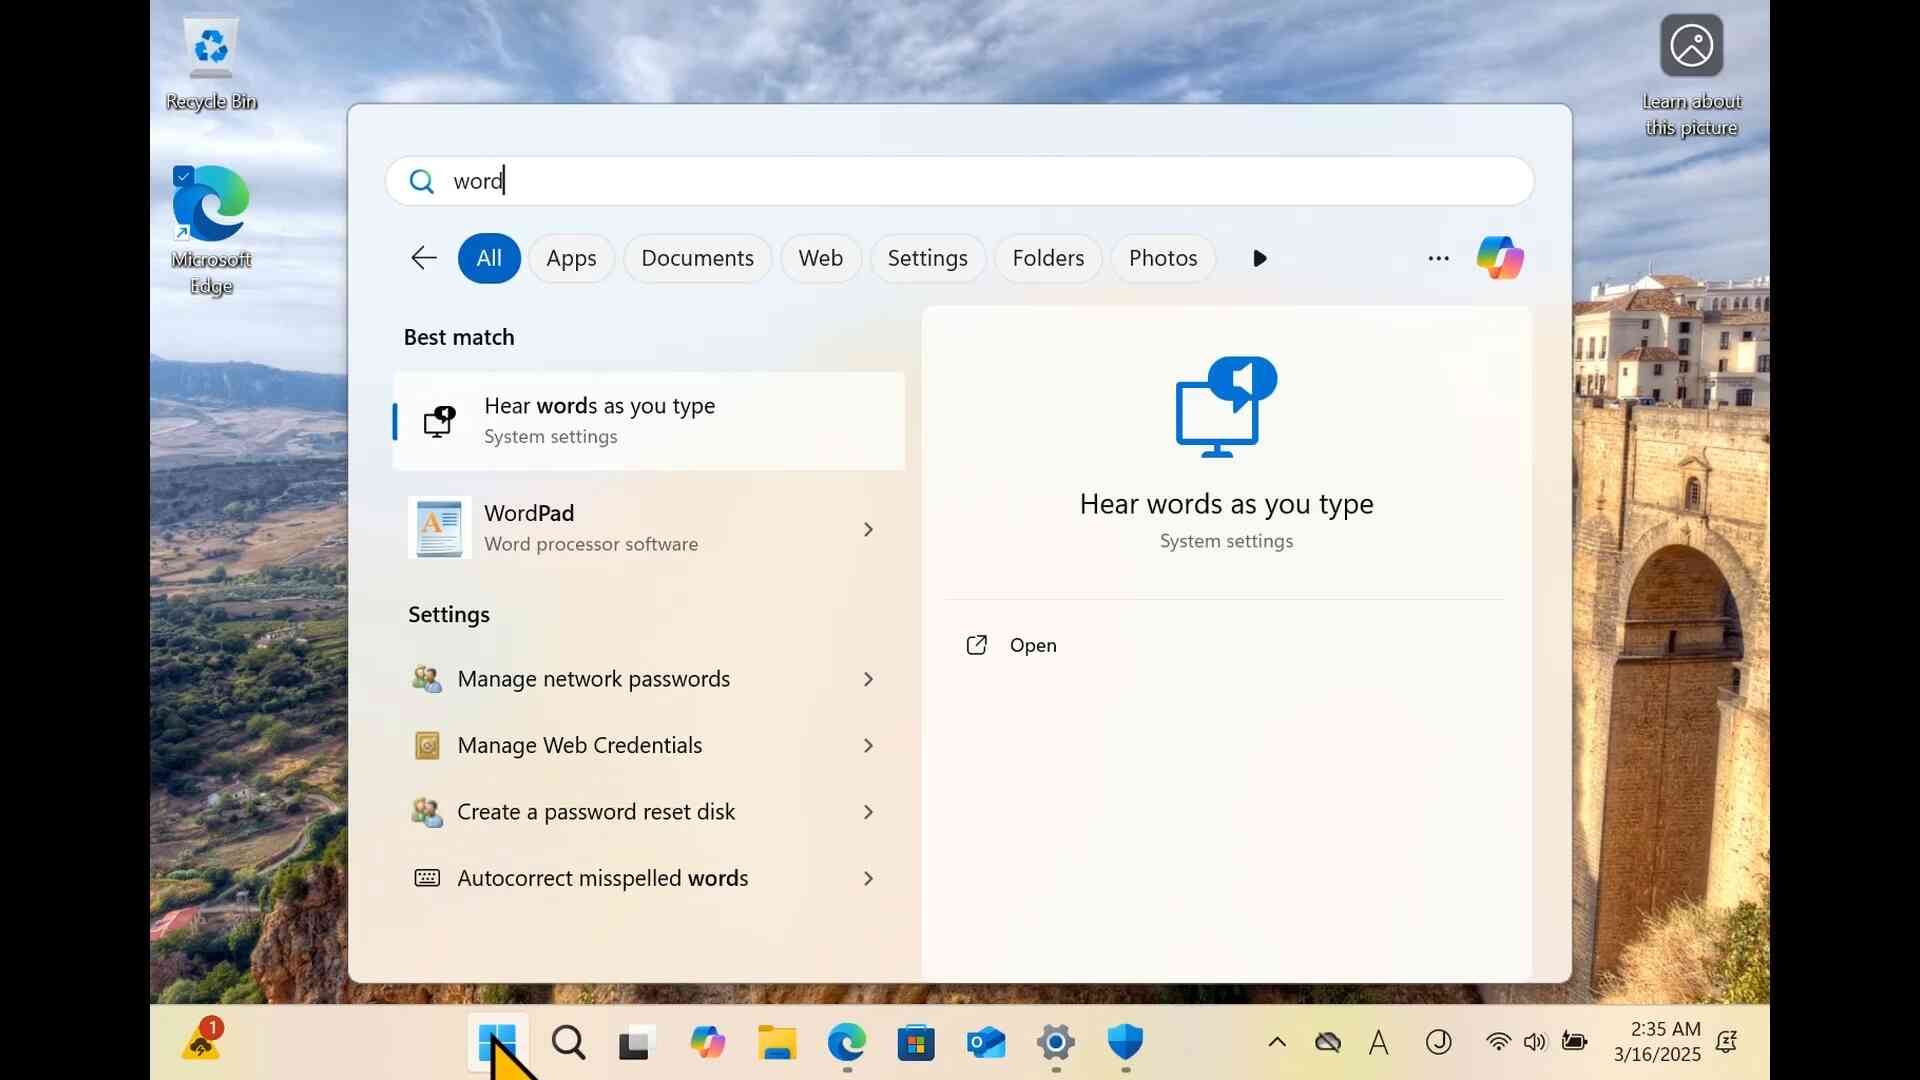 Recycle Bin
Learn about
this picture
Microsoft
Edge
word
All
Apps
Documents
Web
Settings
Folders
Photos
Best match
Hear words as you type
System settings
WordPad
Word processor software
Settings
Manage network passwords
Manage Web Credentials
Create a password reset disk
Autocorrect misspelled words
Hear words as you type
System settings
Open
1
2:35 AM
3/16/2025